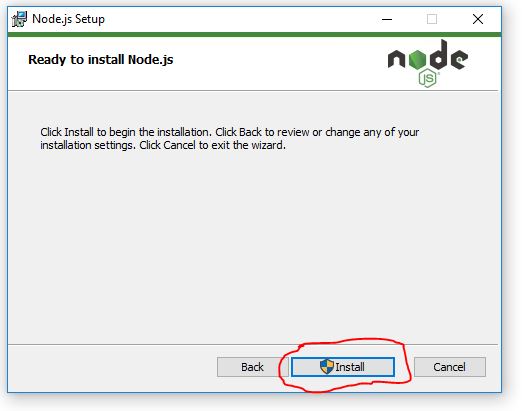 Node.js Setup
Ready to install Node.js
node
JS
Click Install to begin the installation. Click Back to review or change any of your
installation settings. Click Cancel to exit the wizard.
Back
Install
Cancel